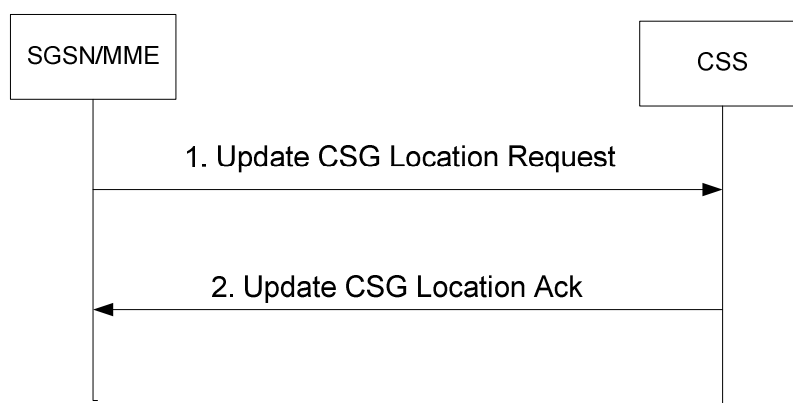 SGSN/MME
CSS
1. Update CSG Location Request
2. Update CSG Location Ack